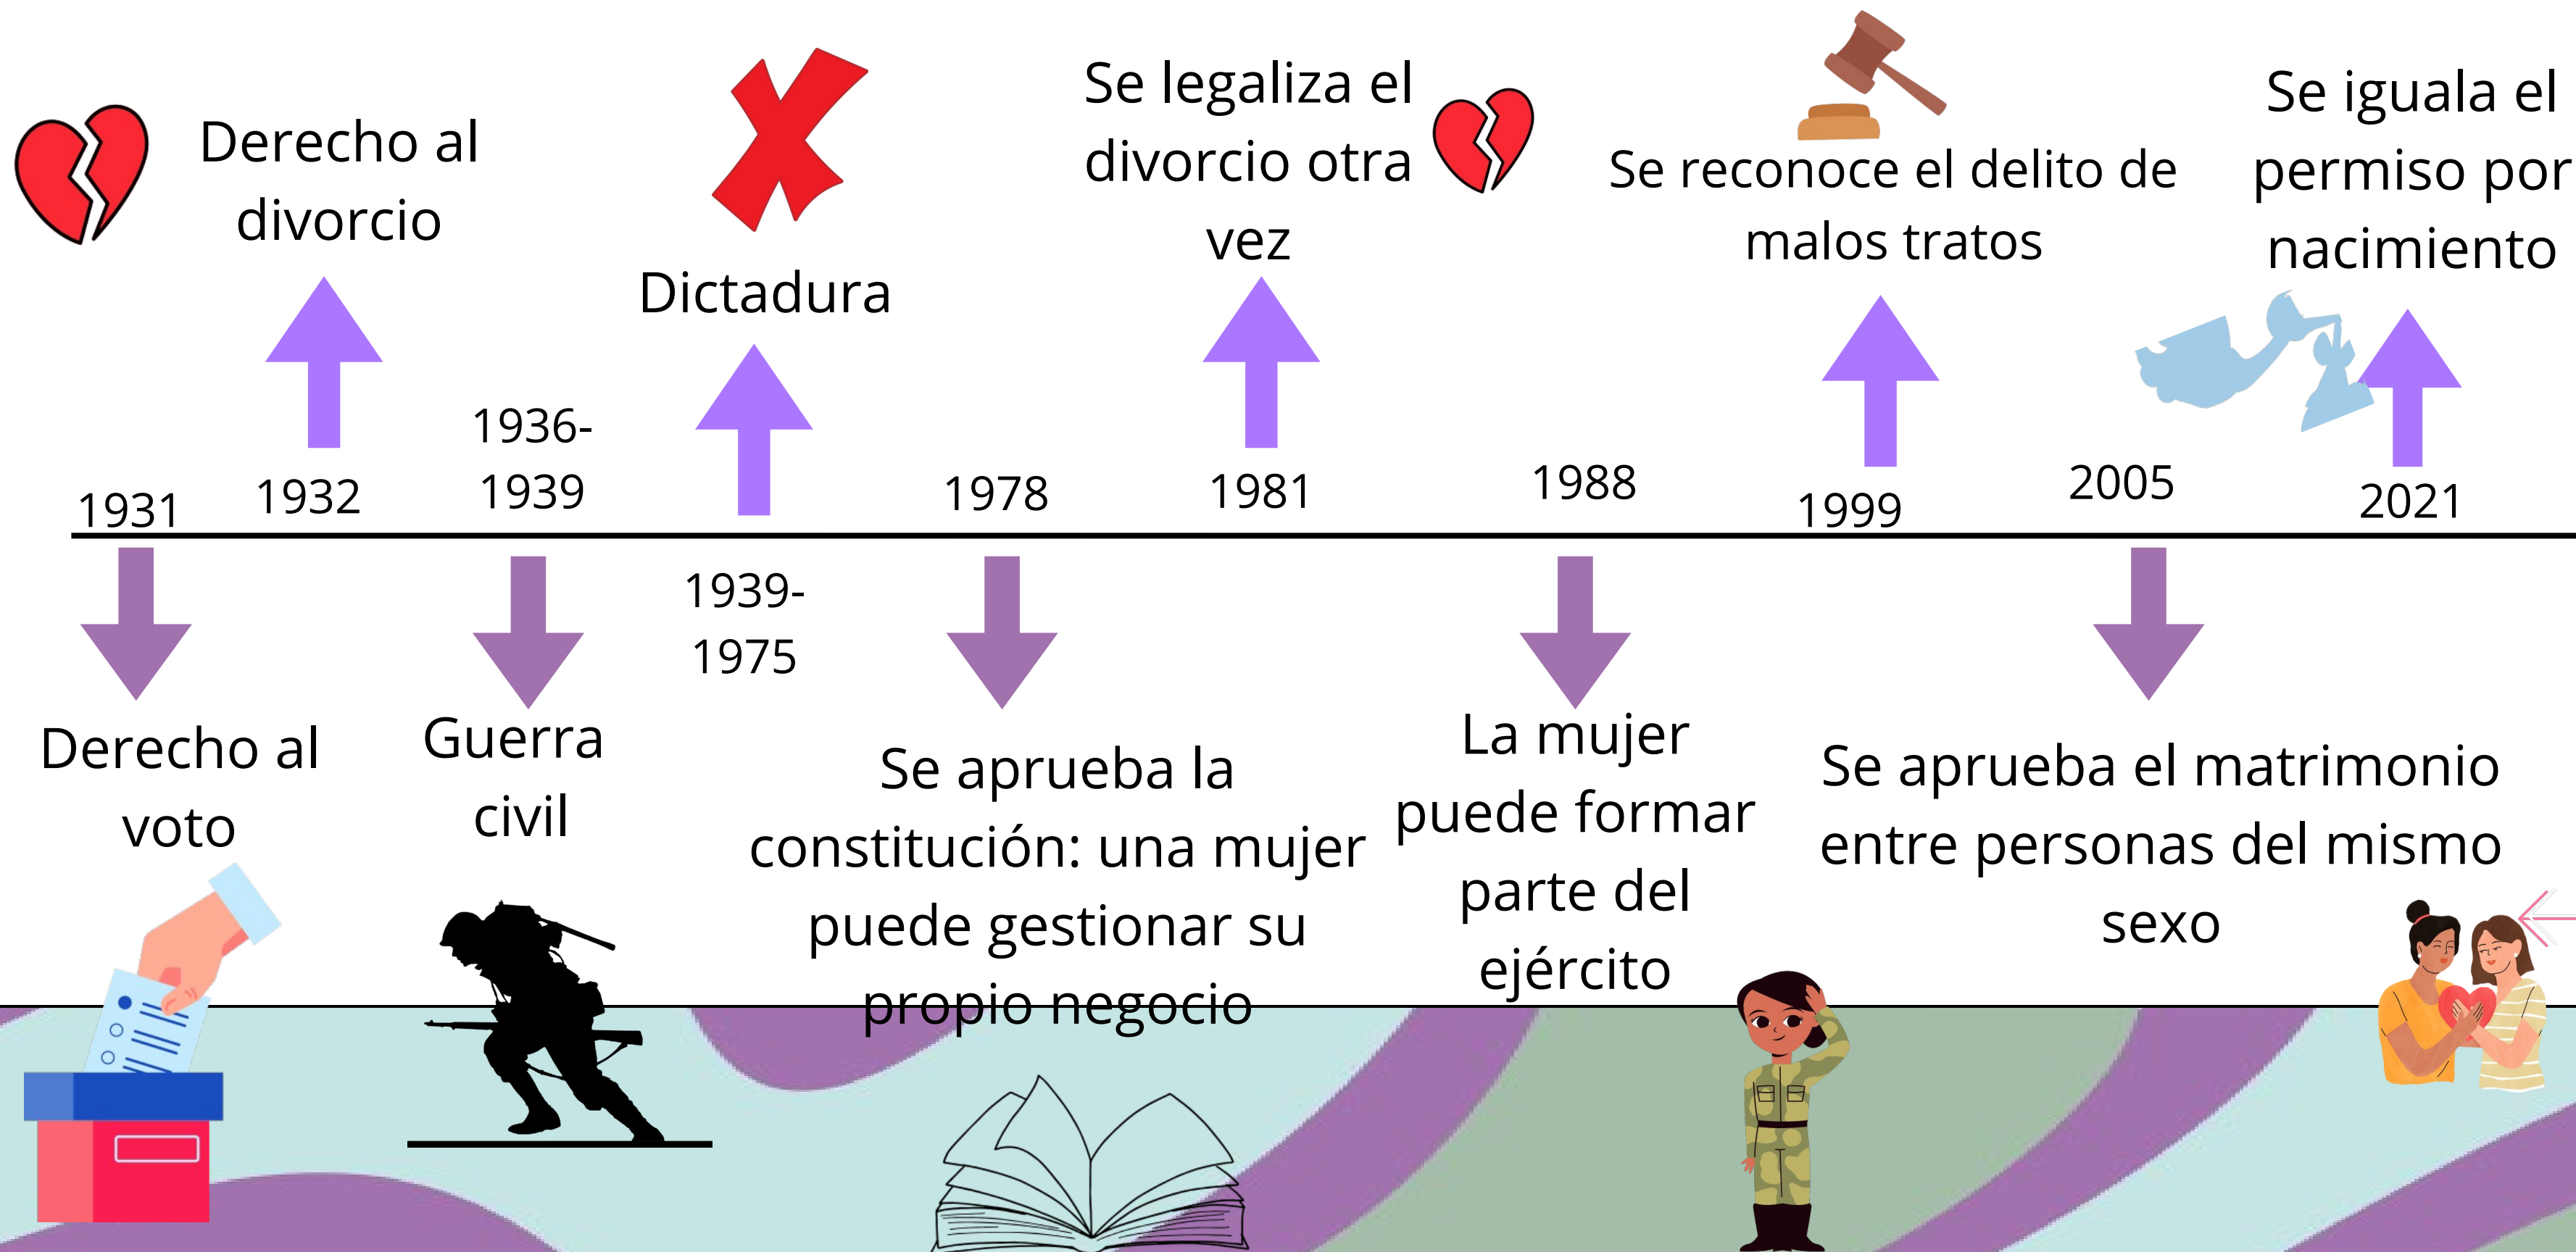 Derecho al
divorcio
Dictadura
Se legaliza el
divorcio otra
vez
Se reconoce el delito de
malos tratos
Se iguala el
permiso por
nacimiento
1931
1932
1936-
1939
1978
1981
1988
1999
2005
2021
1939-
1975
Derecho al
voto
Guerra
civil
Se aprueba la
constitución: una mujer
puede gestionar su
propio negocio
La mujer
puede formar
parte del
ejército
Se aprueba el matrimonio
entre personas del mismo
sexo